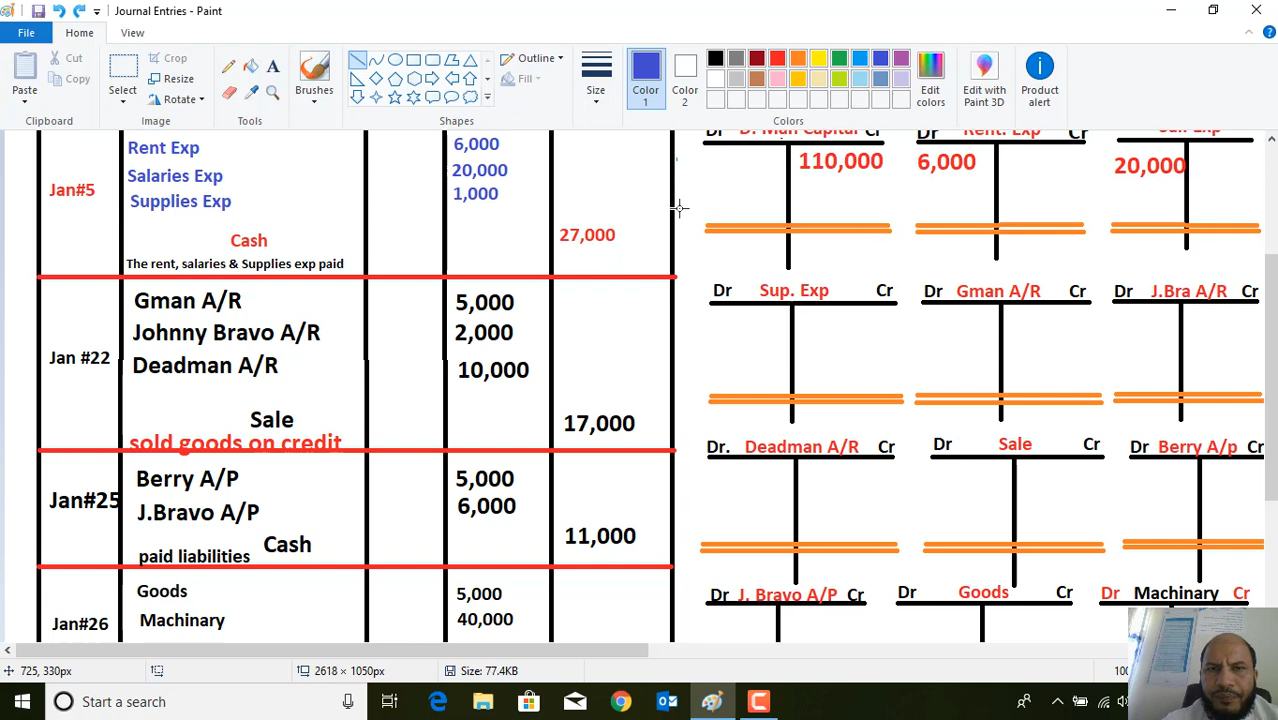 Journal Entries - Paint
File Home View
Cut
Copy
Paste
Clipboard
Crop
Resize
Rotate
Select
Image
Tools
Brushes
Outline
Fill
Shapes
Size
Color 1
Color 2
Colors
Edit colors
Edit with Paint 3D
Product alert
Rent Exp 6,000
Salaries Exp 20,000
Jan#5
Supplies Exp 1,000
Cash 27,000
The rent, salaries & Supplies exp paid
Gman A/R 5,000
Johnny Bravo A/R 2,000
Jan #22
Deadman A/R 10,000
Sale 17,000
sold goods on credit
Berry A/P 5,000
Jan#25
J.Bravo A/P 6,000
Cash 11,000
paid liabilities
Goods 5,000
Machinery 40,000
Jan#26
Dr D. Man Capital Cr
110,000
Dr Rent. Exp Cr
6,000
20,000
Dr Sup. Exp Cr
Dr Gman A/R Cr
Dr J.Bra A/R Cr
Dr. Deadman A/R Cr
Dr Sale Cr
Dr Berry A/p Cr
Dr J. Bravo A/P Cr
Dr Goods Cr
Dr Machinary Cr
725, 330px
2618 × 1050px
Size: 77.4KB
Start a search